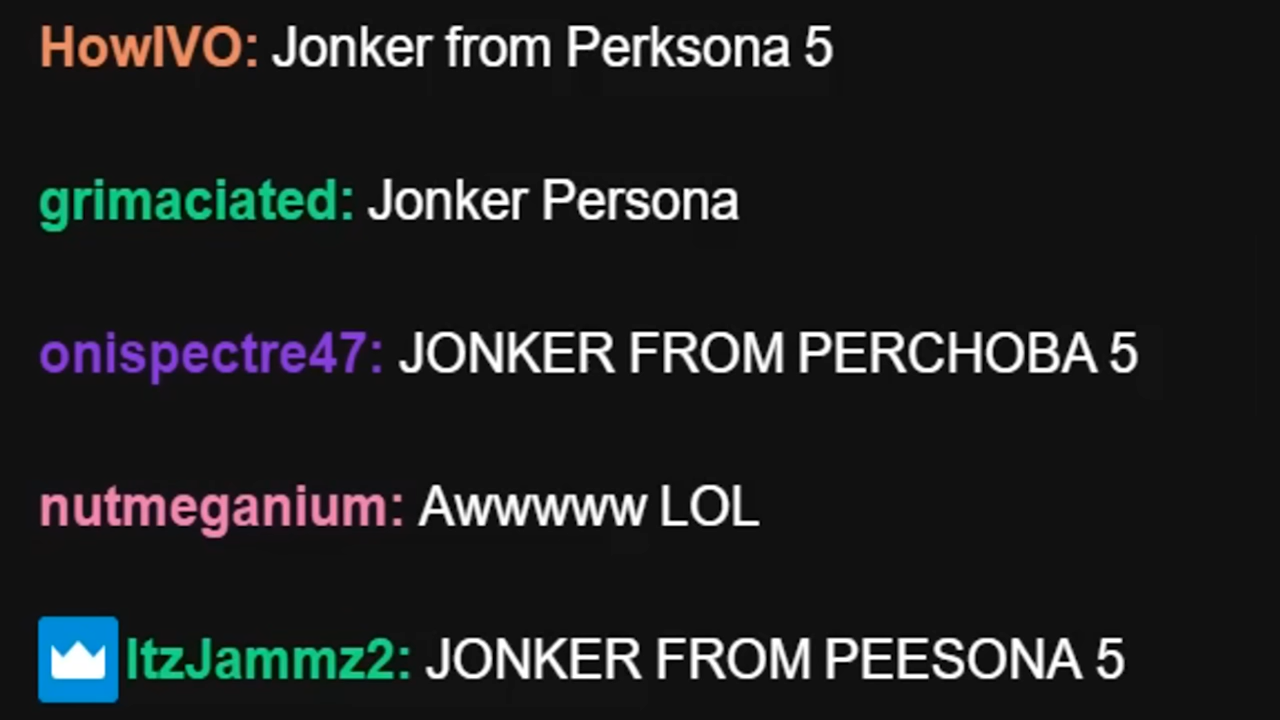 HowlVO: Jonker from Perksona 5
grimaciated: Jonker Persona
onispectre47: JONKER FROM PERCHOBA 5
nutmeganium: Awwwww LOL
ItzJammz2: JONKER FROM PEESONA 5